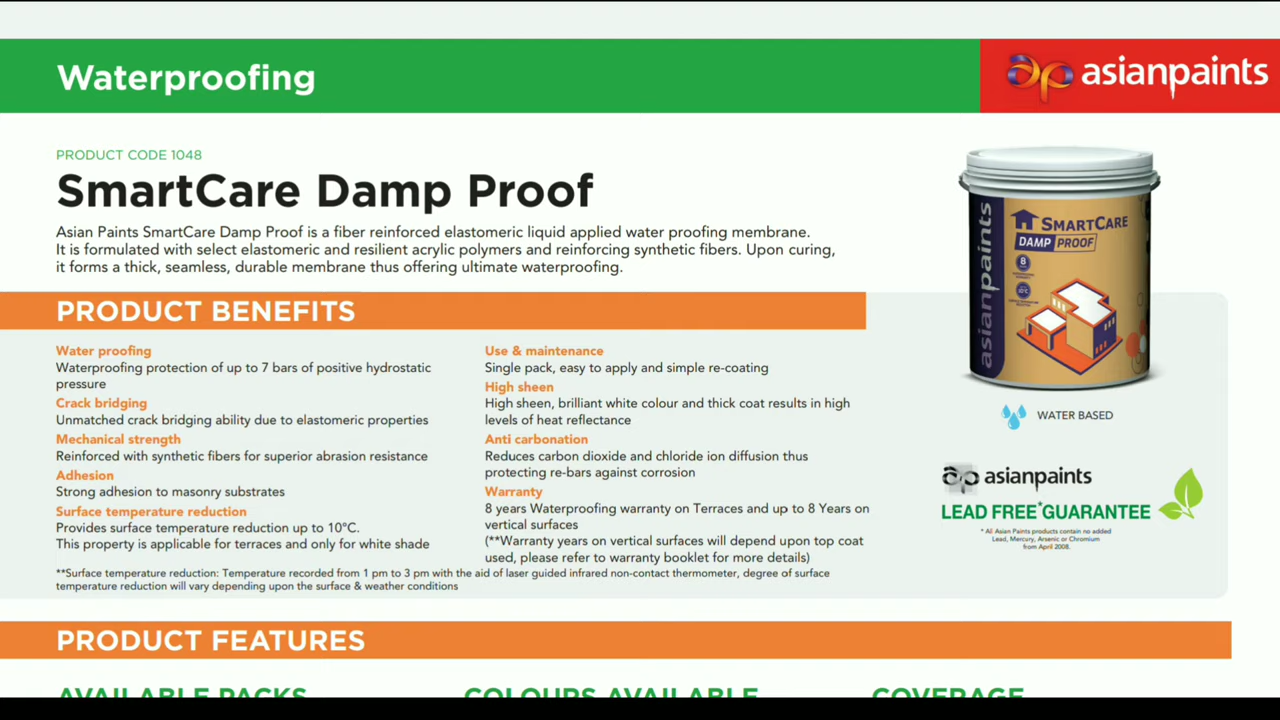 Waterproofing
asianpaints
PRODUCT CODE 1048
SmartCare Damp Proof
Asian Paints SmartCare Damp Proof is a fiber reinforced elastomeric liquid applied water proofing membrane.
It is formulated with select elastomeric and resilient acrylic polymers and reinforcing synthetic fibers. Upon curing,
it forms a thick, seamless, durable membrane thus offering ultimate waterproofing.
PRODUCT BENEFITS
Water proofing
Waterproofing protection of up to 7 bars of positive hydrostatic
pressure
Crack bridging
Unmatched crack bridging ability due to elastomeric properties
Mechanical strength
Reinforced with synthetic fibers for superior abrasion resistance
Adhesion
Strong adhesion to masonry substrates
Surface temperature reduction
Provides surface temperature reduction up to 10°C.
This property is applicable for terraces and only for white shade
Use & maintenance
Single pack, easy to apply and simple re-coating
High sheen
High sheen, brilliant white colour and thick coat results in high
levels of heat reflectance
Anti carbonation
Reduces carbon dioxide and chloride ion diffusion thus
protecting re-bars against corrosion
Warranty
8 years Waterproofing warranty on Terraces and up to 8 Years on
vertical surfaces
(**Warranty years on vertical surfaces will depend upon top coat
used, please refer to warranty booklet for more details)
**Surface temperature reduction: Temperature recorded from 1 pm to 3 pm with the aid of laser guided infrared non-contact thermometer, degree of surface
temperature reduction will vary depending upon the surface & weather conditions
asianpaints
SMARTCARE
DAMP PROOF
8
WATER BASED
asianpaints
LEAD FREE*GUARANTEE
* All Asian Paints products contain no added
Lead, Mercury, Arsenic or Chromium
from April 2008.
PRODUCT FEATURES
AVAILABLE PACKS
COLOURS AVAILABLE
COVERAGE